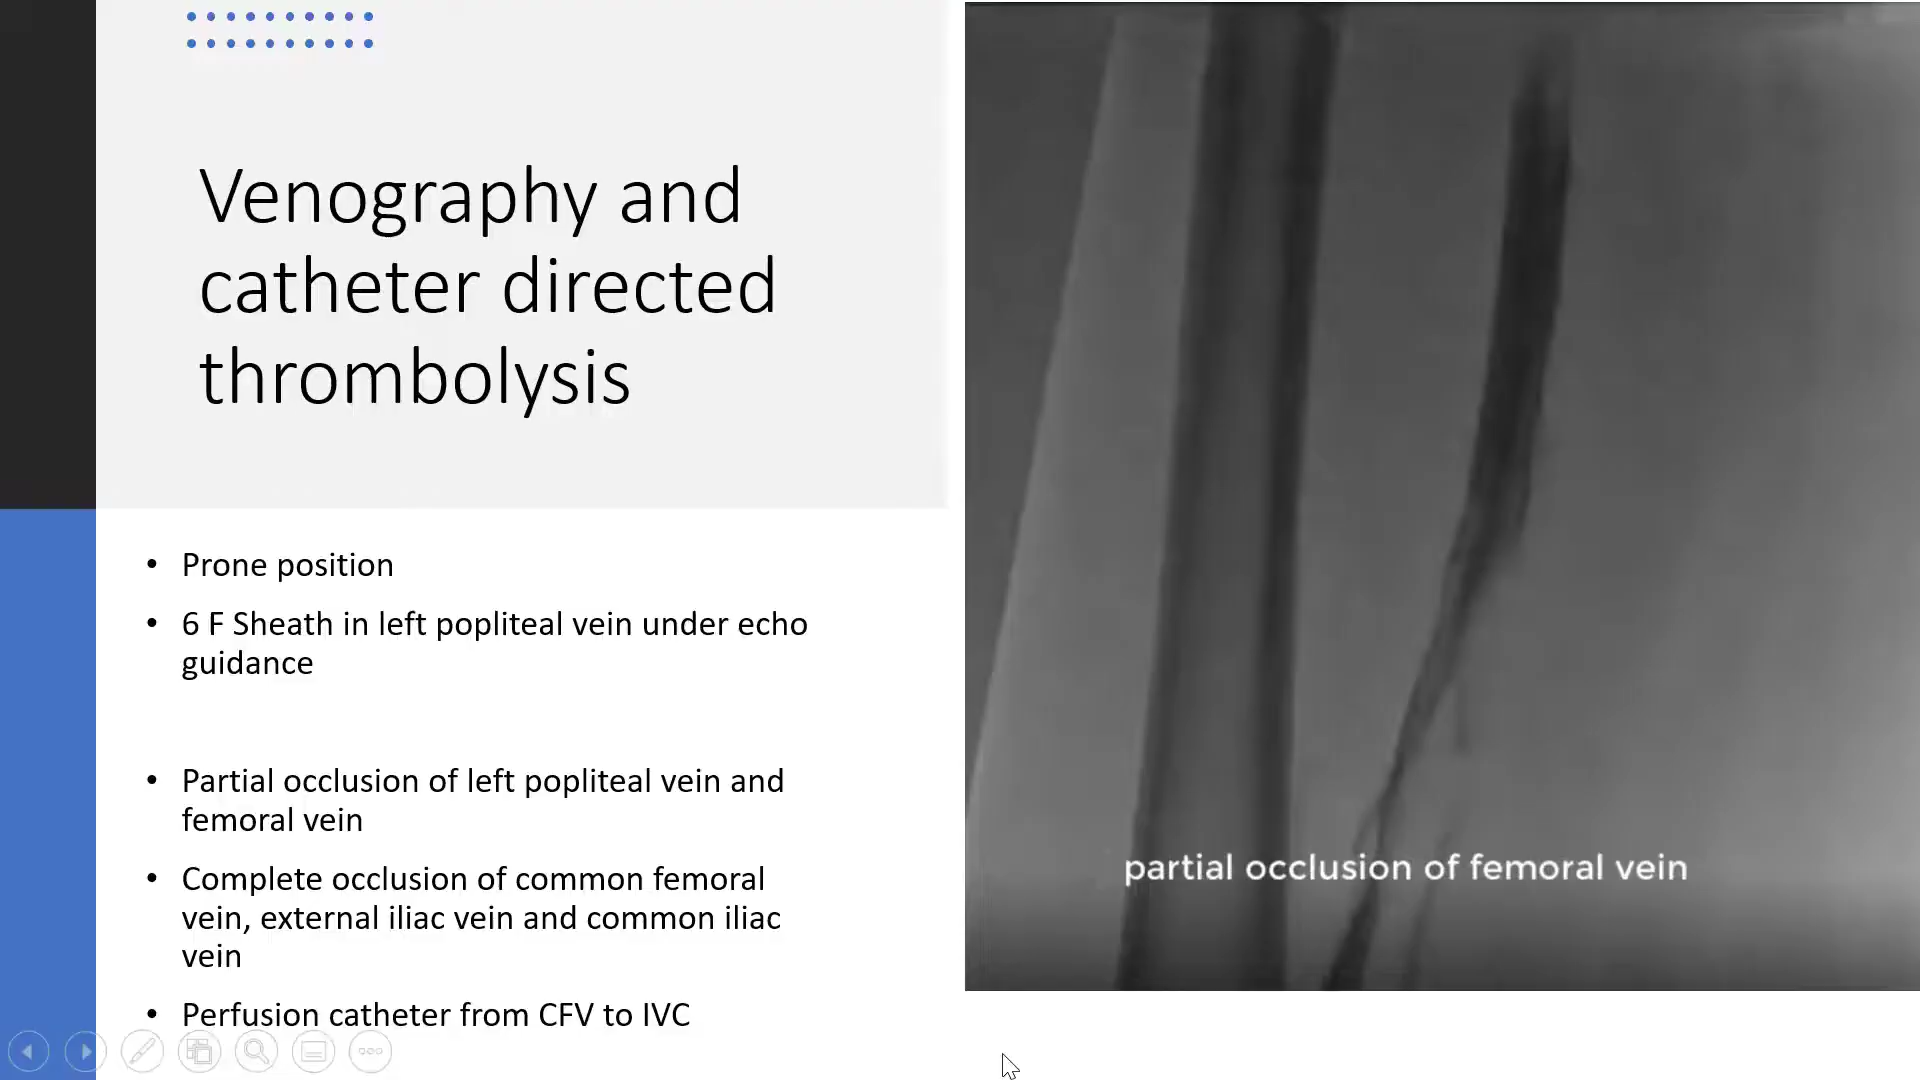 Venography and
catheter directed
thrombolysis
• Prone position
• 6 F Sheath in left popliteal vein under echo
guidance
• Partial occlusion of left popliteal vein and
femoral vein
• Complete occlusion of common femoral
vein, external iliac vein and common iliac
vein
• Perfusion catheter from CFV to IVC
partial occlusion of femoral vein